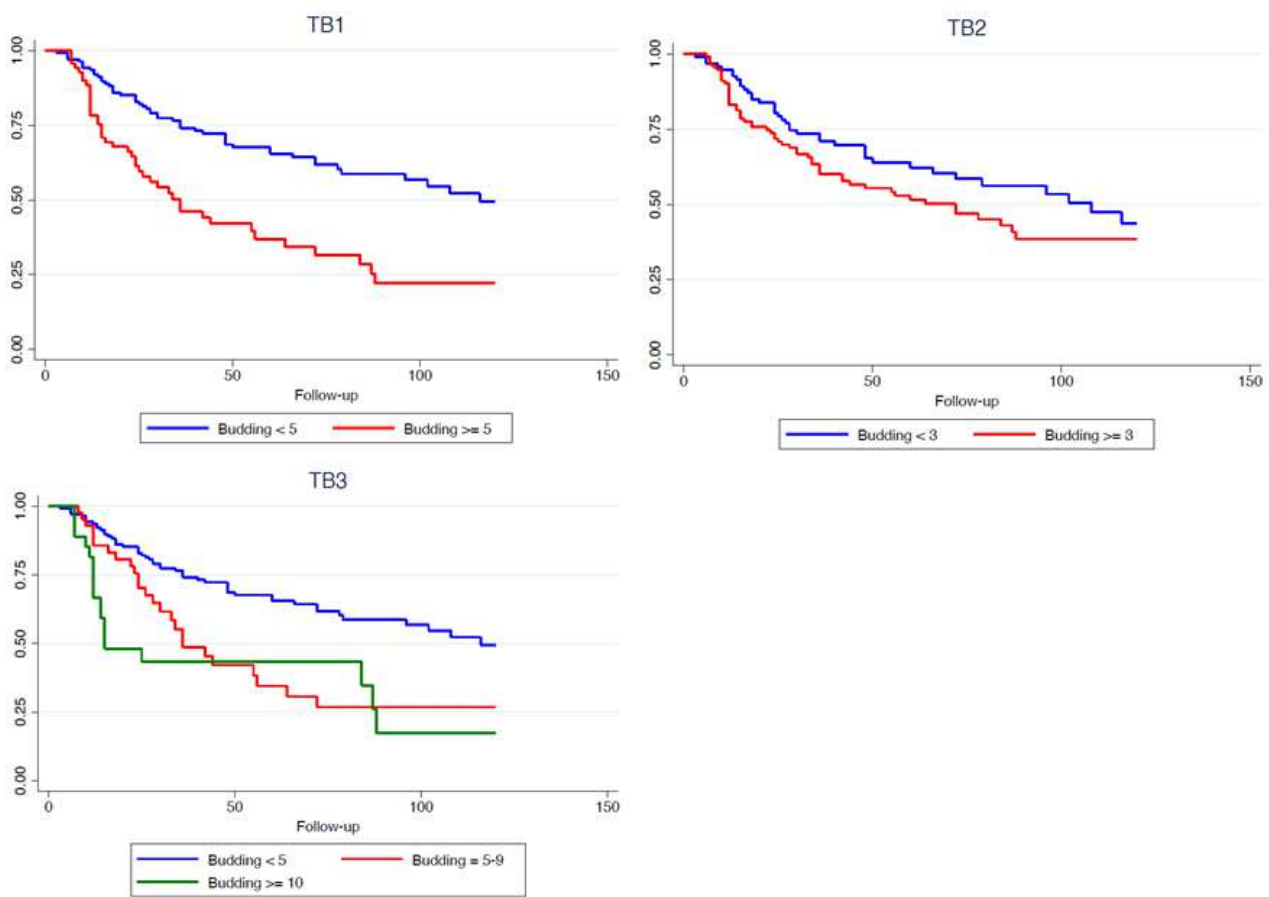 TB1
1.00
0.75
0.50
0.25
0.00
0 50 100 150
Follow-up
Budding < 5 Budding >= 5
TB2
1.00
0.75
0.50
0.25
0.00
0 50 100 150
Follow-up
Budding < 3 Budding >= 3
TB3
1.00
0.75
0.50
0.25
0.00
0 50 100 150
Follow-up
Budding < 5 Budding = 5-9
Budding >= 10